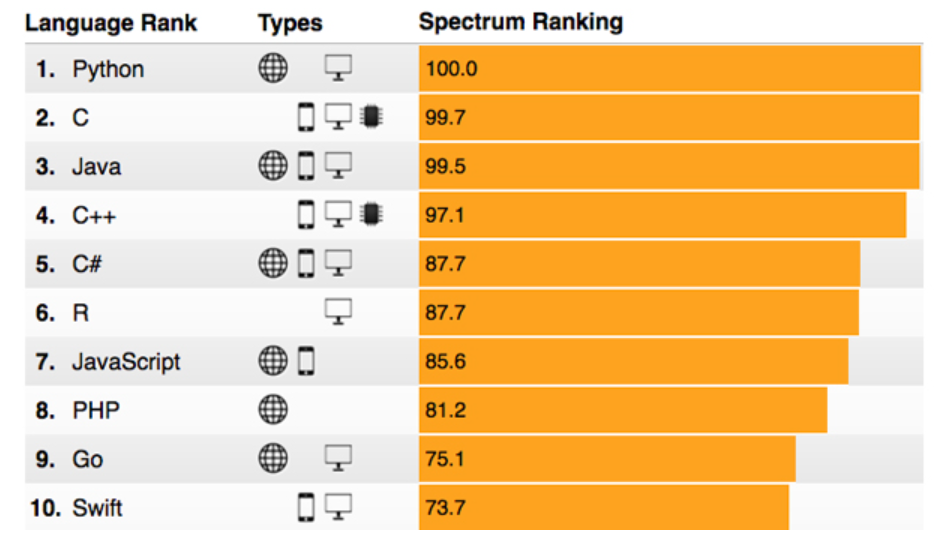 Language Rank Types Spectrum Ranking
1. Python 100.0
2. C 99.7
3. Java 99.5
4. C++ 97.1
5. C# 87.7
6. R 87.7
7. JavaScript 85.6
8. PHP 81.2
9. Go 75.1
10. Swift 73.7